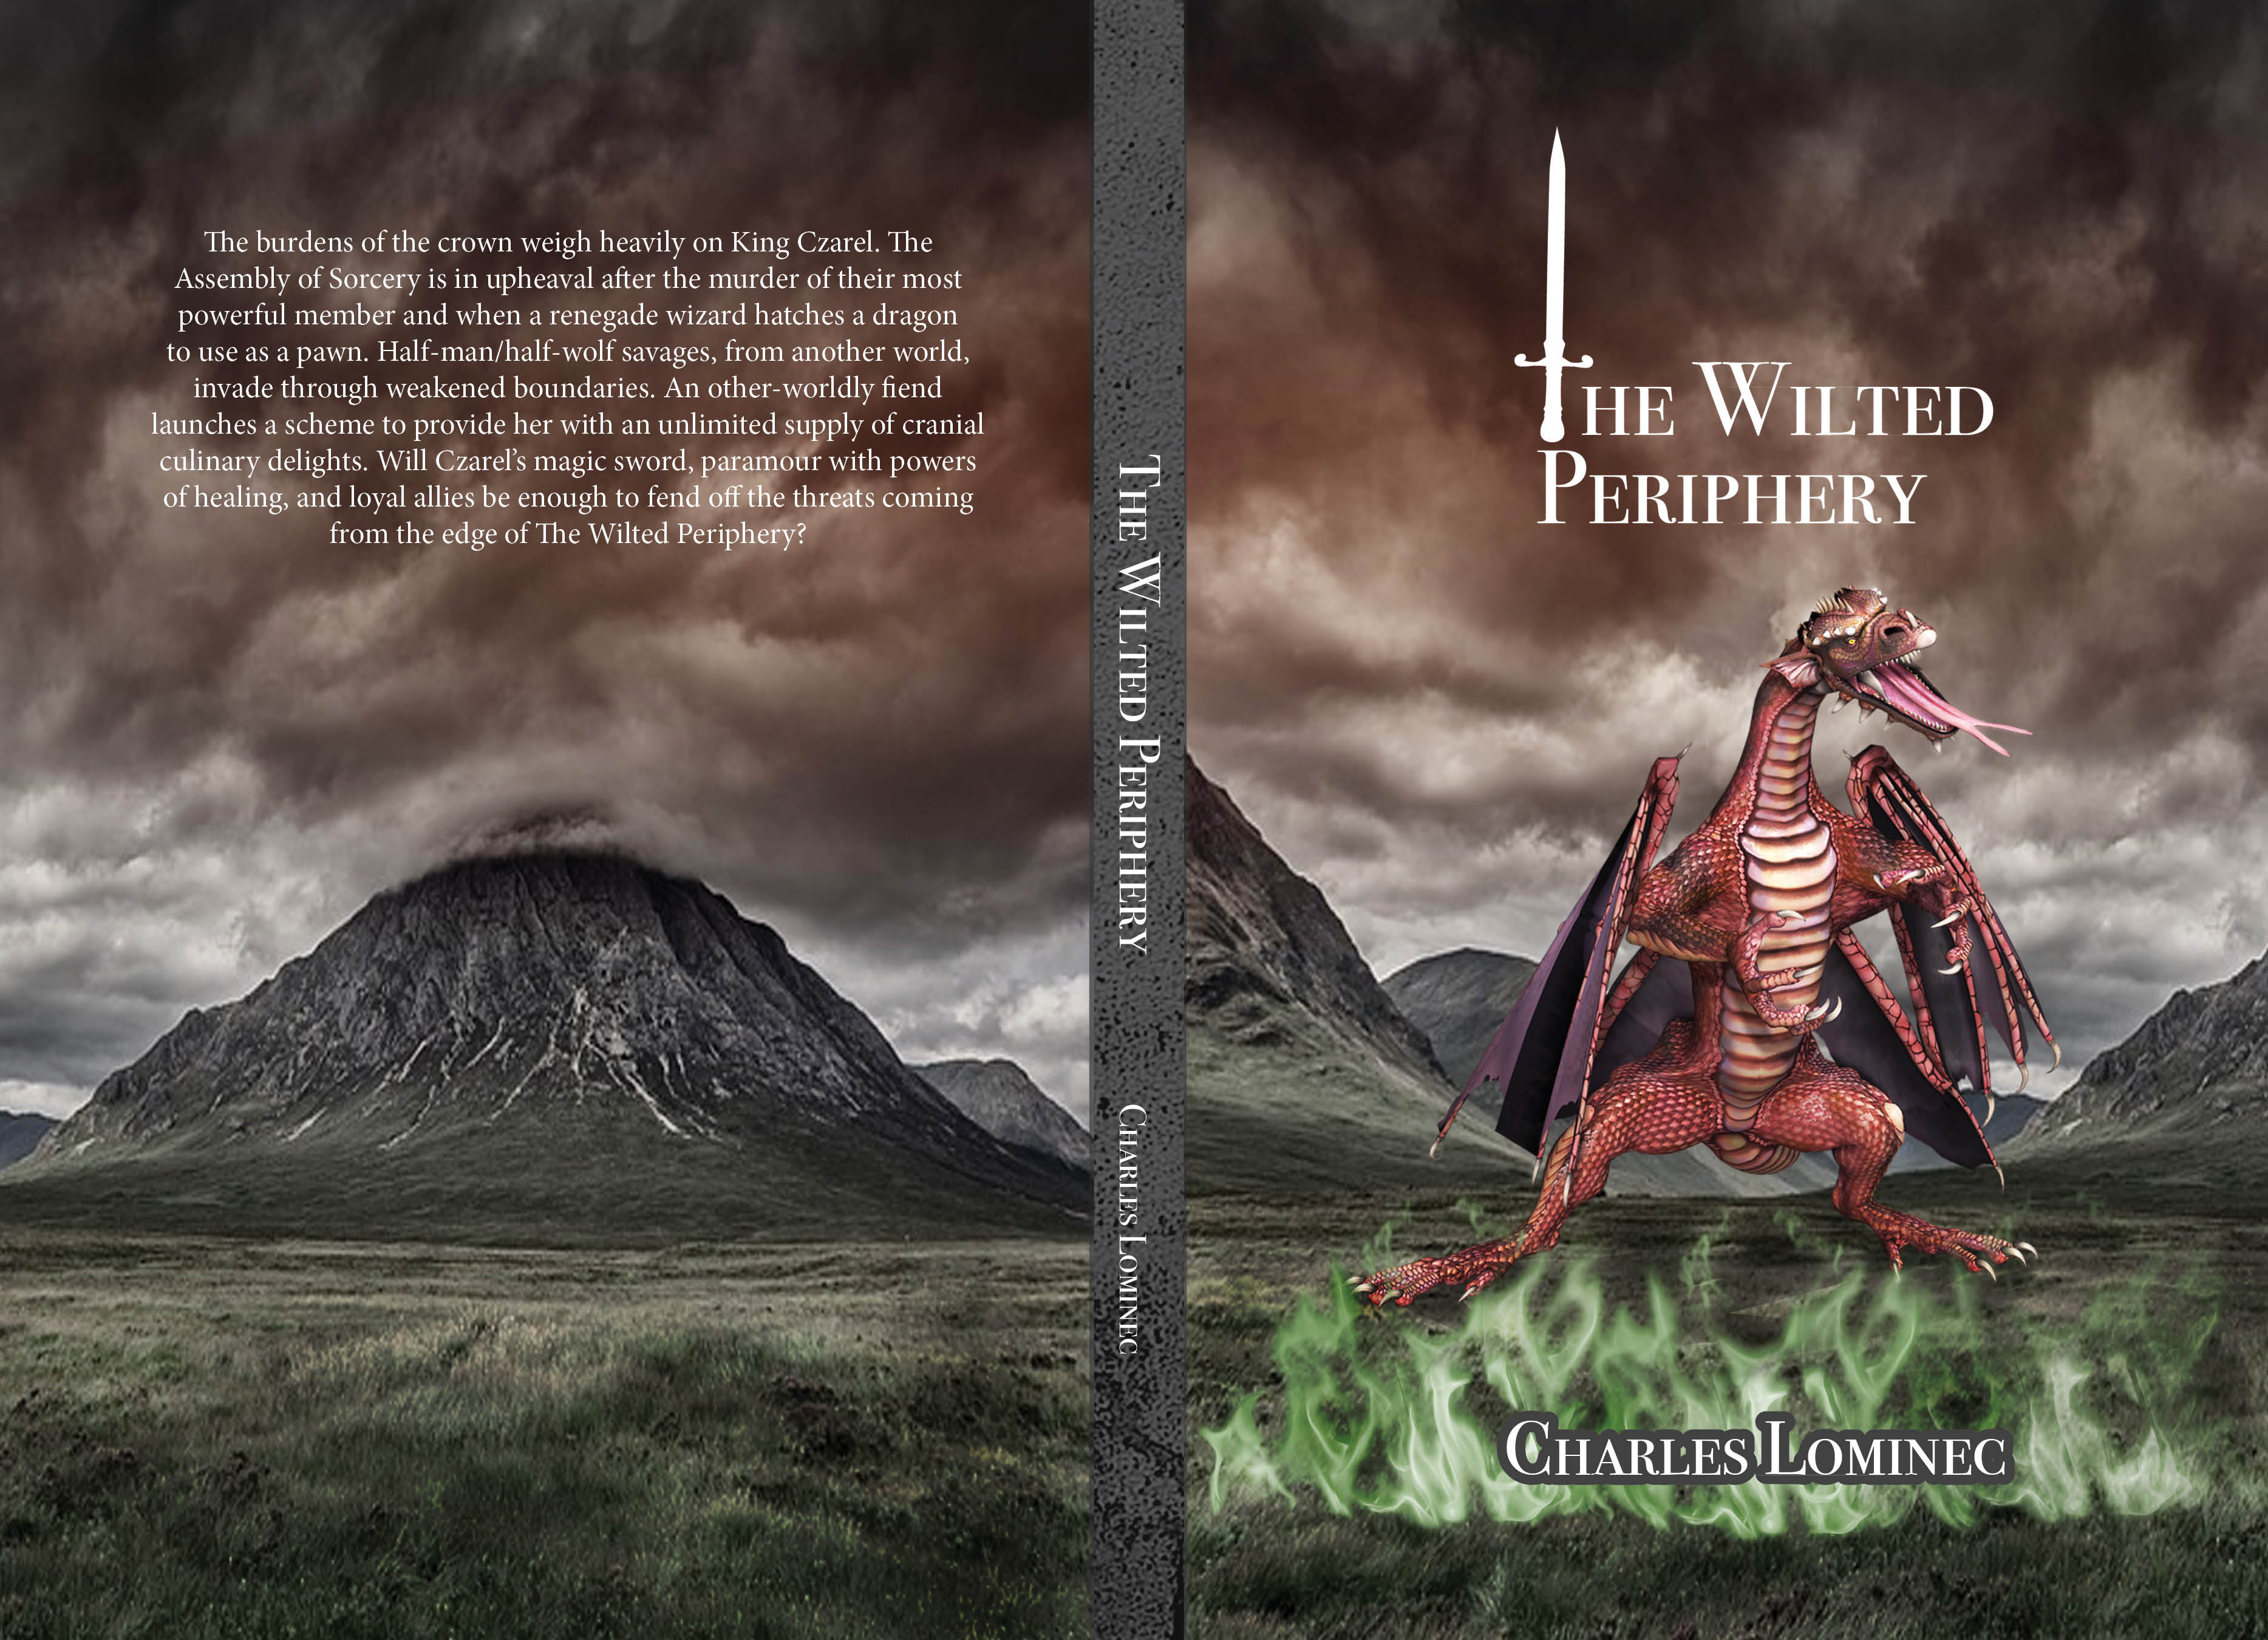 The burdens of the crown weigh heavily on King Czarel. The
Assembly of Sorcery is in upheaval after the murder of their most
powerful member and when a renegade wizard hatches a dragon
to use as a pawn. Half-man/half-wolf savages, from another world,
invade through weakened boundaries. An other-worldly fiend
launches a scheme to provide her with an unlimited supply of cranial
culinary delights. Will Czarel’s magic sword, paramour with powers
of healing, and loyal allies be enough to fend off the threats coming
from the edge of The Wilted Periphery?
The Wilted Periphery
Charles Lominec
The Wilted
Periphery
Charles Lominec